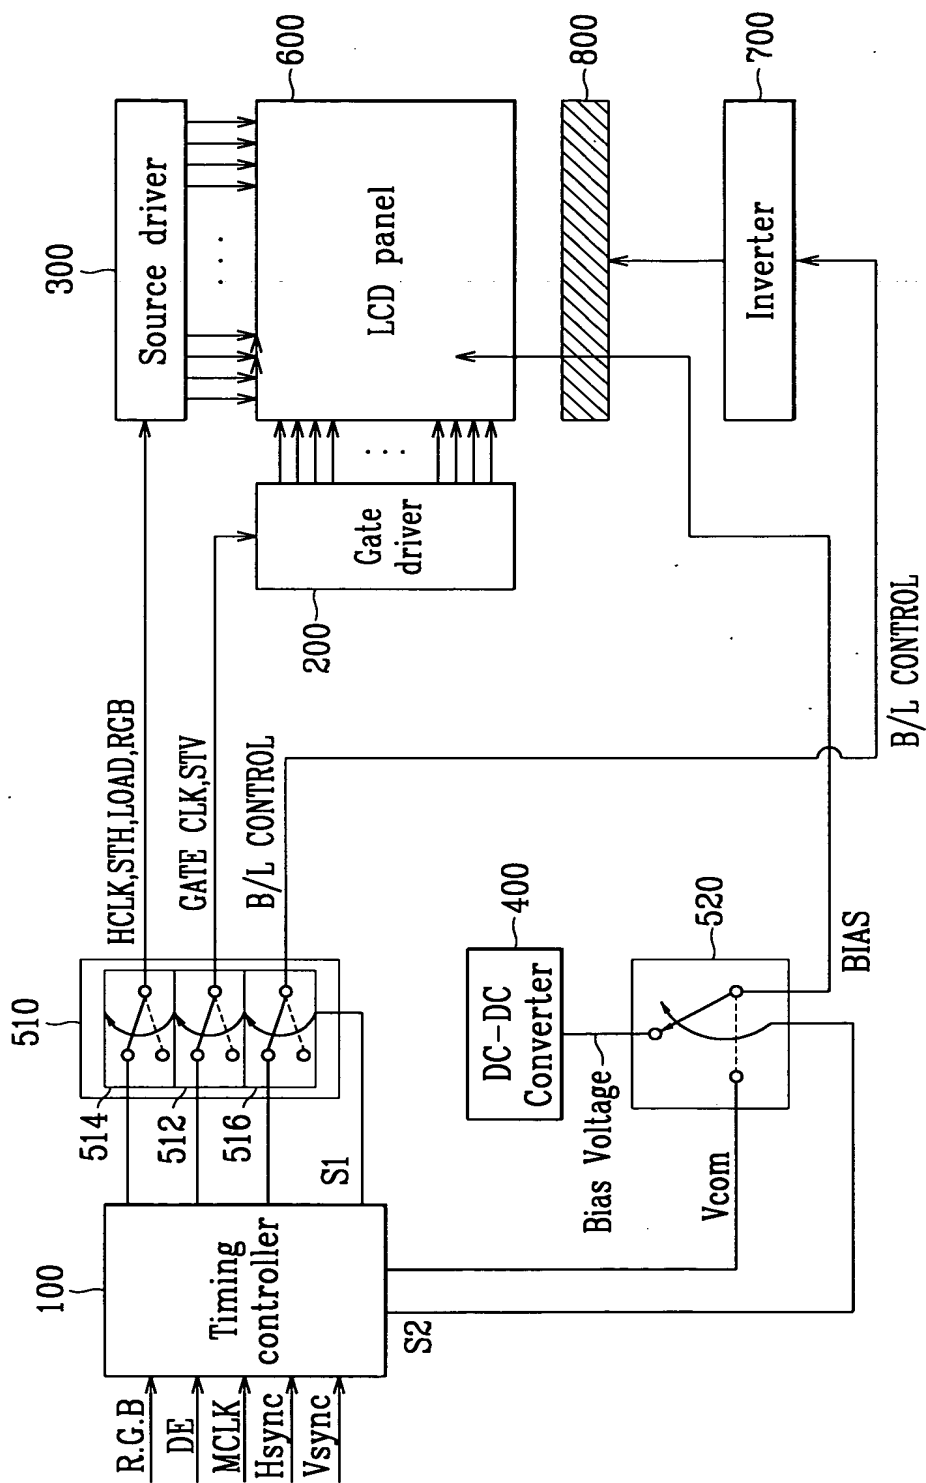 R.G.B
DE
MCLK
Hsync
Vsync
100
Timing
controller
S1
S2
510
514
512
516
HCLK,STH,LOAD,RGB
GATE CLK,STV
B/L CONTROL
300
Source driver
. . . .
600
LCD panel
200
Gate
driver
. . .
400
DC-DC
Converter
Bias Voltage
Vcom
520
BIAS
800
700
Inverter
B/L CONTROL